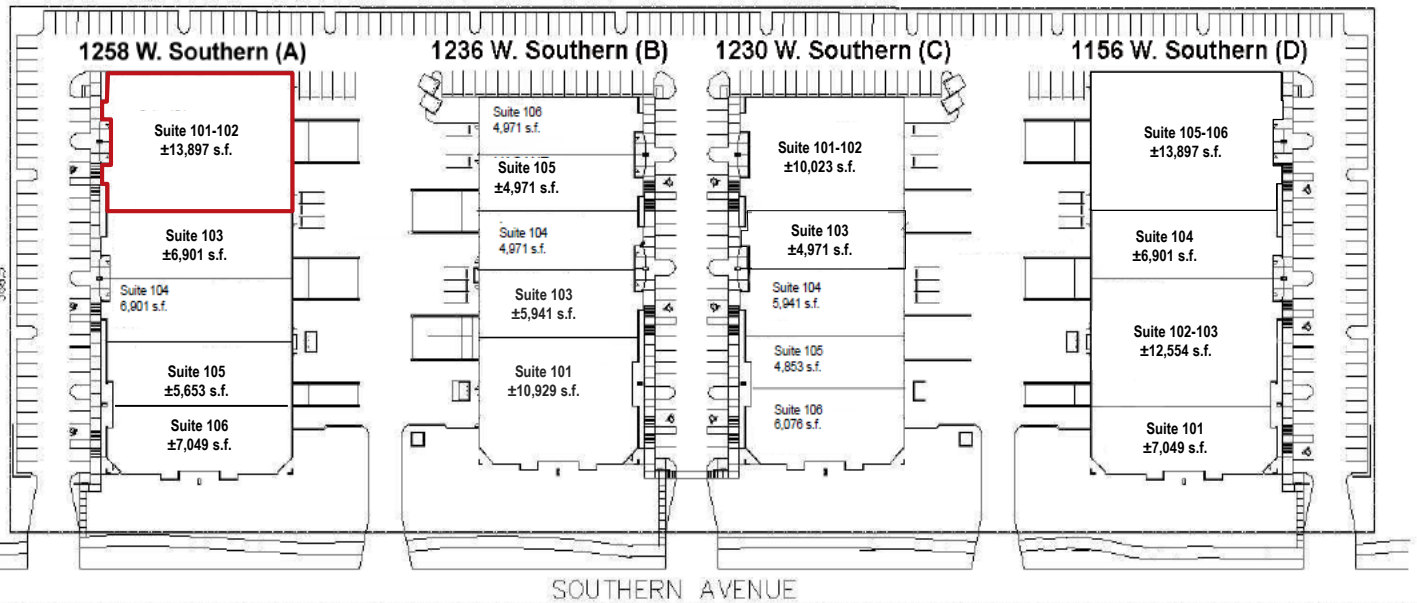 1258 W. Southern (A)
Suite 101-102
±13,897 s.f.
Suite 103
±6,901 s.f.
Suite 104
6,901 s.f.
Suite 105
±5,653 s.f.
Suite 106
±7,049 s.f.
1236 W. Southern (B)
Suite 106
4,971 s.f.
Suite 105
±4,971 s.f.
Suite 104
4,971 s.f.
Suite 103
±5,941 s.f.
Suite 101
±10,929 s.f.
1230 W. Southern (C)
Suite 101-102
±10,023 s.f.
Suite 103
±4,971 s.f.
Suite 104
5,941 s.f.
Suite 105
4,853 s.f.
Suite 106
6,076 s.f.
1156 W. Southern (D)
Suite 105-106
±13,897 s.f.
Suite 104
±6,901 s.f.
Suite 102-103
±12,554 s.f.
Suite 101
±7,049 s.f.
SOUTHERN AVENUE